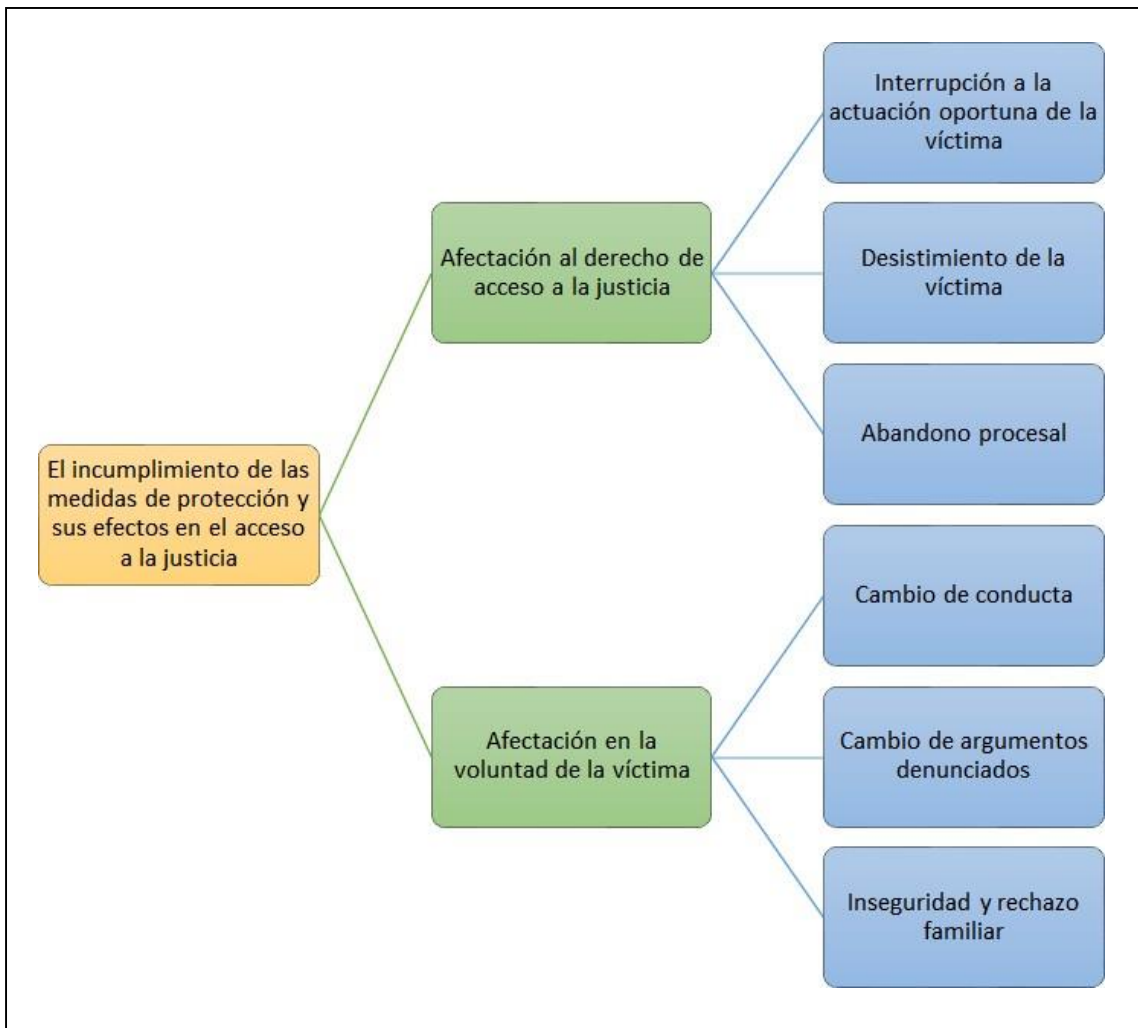 El incumplimiento de las
medidas de protección y
sus efectos en el acceso
a la justicia
Afectación al derecho de
acceso a la justicia
Interrupción a la
actuación oportuna de la
víctima
Desistimiento de la
víctima
Abandono procesal
Afectación en la
voluntad de la víctima
Cambio de conducta
Cambio de argumentos
denunciados
Inseguridad y rechazo
familiar